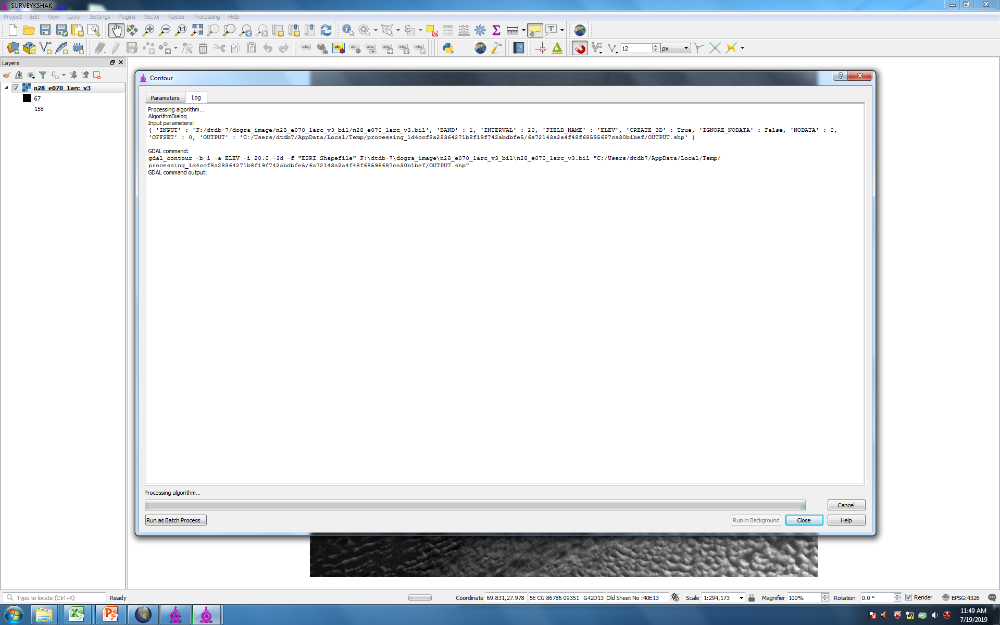 SURVEYKSHAK
Project Edit View Layer Settings Plugins Vector Raster Processing Help
12 px
Layers
n28_e070_1arc_v3
67
158
Contour
Parameters Log
Processing algorithm...
AlgorithmDialog
Input parameters:
{ 'INPUT' : 'F:/dtdb-7/dogra_image/n28_e070_1arc_v3_bil/n28_e070_1arc_v3.bil', 'BAND' : 1, 'INTERVAL' : 20, 'FIELD_NAME' : 'ELEV', 'CREATE_3D' : True, 'IGNORE_NODATA' : False, 'NODATA' : 0,
'OFFSET' : 0, 'OUTPUT' : 'C:/Users/dtdb7/AppData/Local/Temp/processing_1d4ccf8a28364271b8f19f742abdbfe5/6a72143a2a4f48f68595687ca30b1bef/OUTPUT.shp' }
GDAL command:
gdal_contour -b 1 -a ELEV -i 20.0 -3d -f "ESRI Shapefile" F:\dtdb-7\dogra_image\n28_e070_1arc_v3_bil\n28_e070_1arc_v3.bil "C:/Users/dtdb7/AppData/Local/Temp/
processing_1d4ccf8a28364271b8f19f742abdbfe5/6a72143a2a4f48f68595687ca30b1bef/OUTPUT.shp"
GDAL command output:
Processing algorithm...
Cancel
Run as Batch Process... Run in Background Close Help
Type to locate (Ctrl+K) Ready Coordinate 69.831,27.978 5E CG 86786 09351 G42D13 Old Sheet No :40E13 Scale 1:294,173 Magnifier 100% Rotation 0.0 ° Render EPSG:4326
11:49 AM
7/19/2019